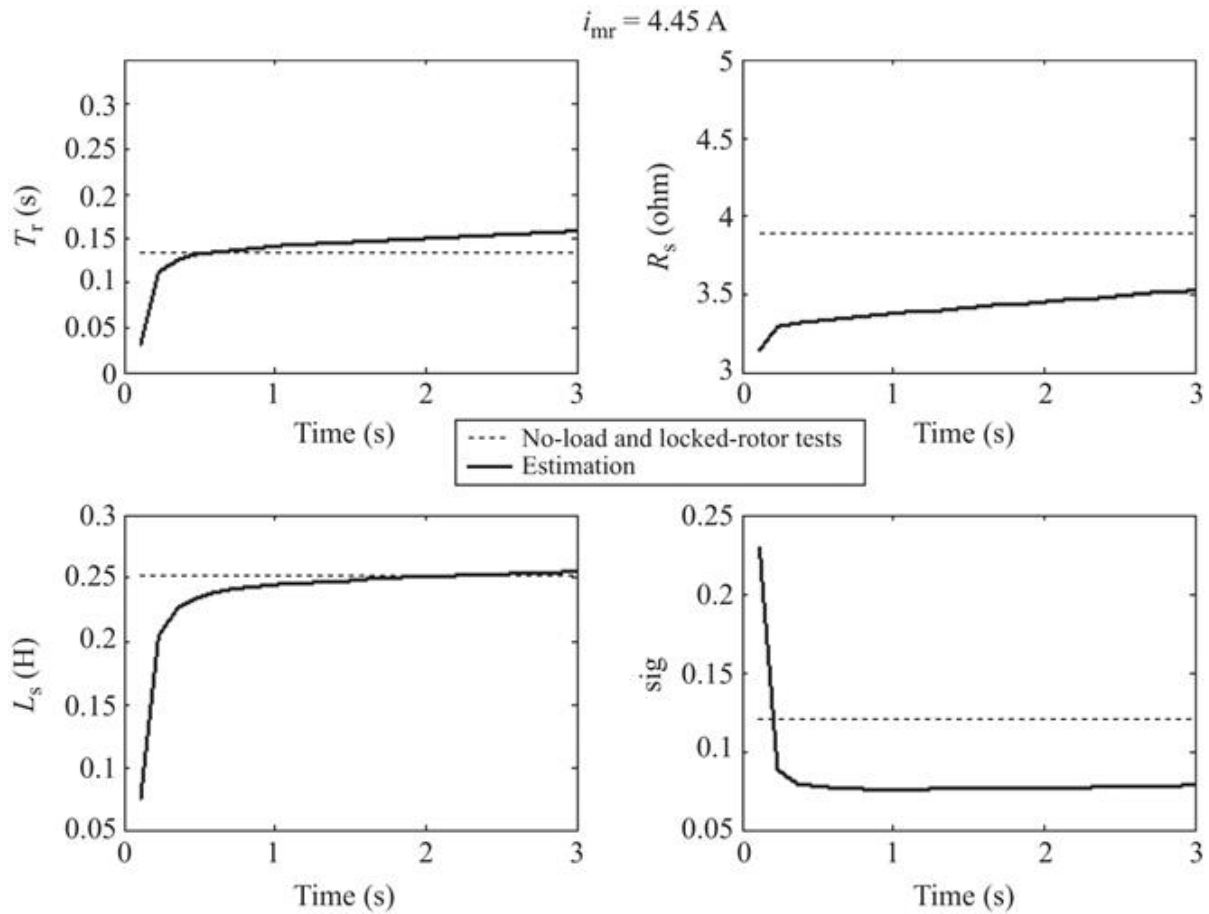 i_mr = 4.45 A
T_r (s)
0.3
0.25
0.2
0.15
0.1
0.05
0
0 1 2 3
Time (s)
R_s (ohm)
5
4.5
4
3.5
3
0 1 2 3
Time (s)
No-load and locked-rotor tests
Estimation
L_s (H)
0.3
0.25
0.2
0.15
0.1
0.05
0 1 2 3
Time (s)
sig
0.25
0.2
0.15
0.1
0.05
0 1 2 3
Time (s)